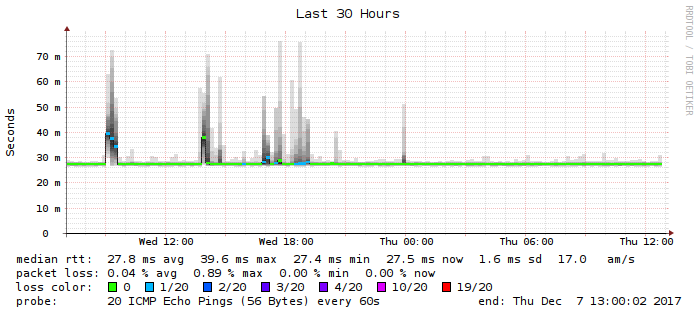 Last 30 Hours
RRDTOOL / TOBI OETIKER
Seconds
70 m
60 m
50 m
40 m
30 m
20 m
10 m
0
Wed 12:00 Wed 18:00 Thu 00:00 Thu 06:00 Thu 12:00
median rtt: 27.8 ms avg 39.6 ms max 27.4 ms min 27.5 ms now 1.6 ms sd 17.0 am/s
packet loss: 0.04 % avg 0.89 % max 0.00 % min 0.00 % now
loss color: 0 1/20 2/20 3/20 4/20 10/20 19/20
probe: 20 ICMP Echo Pings (56 Bytes) every 60s end: Thu Dec 7 13:00:02 2017